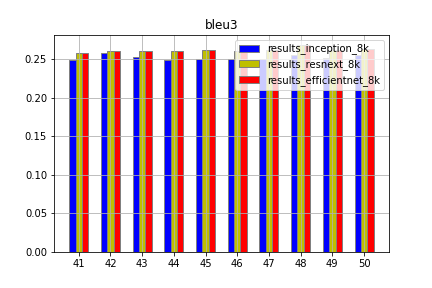 bleu3
results_inception_8k
results_resnext_8k
results_efficientnet_8k
0.25
0.20
0.15
0.10
0.05
0.00
41 42 43 44 45 46 47 48 49 50